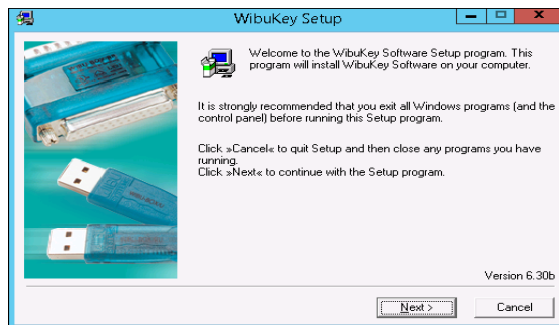 WibuKey Setup
Welcome to the WibuKey Software Setup program. This
program will install WibuKey Software on your computer.
It is strongly recommended that you exit all Windows programs (and the
control panel) before running this Setup program.
Click »Cancel« to quit Setup and then close any programs you have
running.
Click »Next« to continue with the Setup program.
Version 6.30b
Next >
Cancel